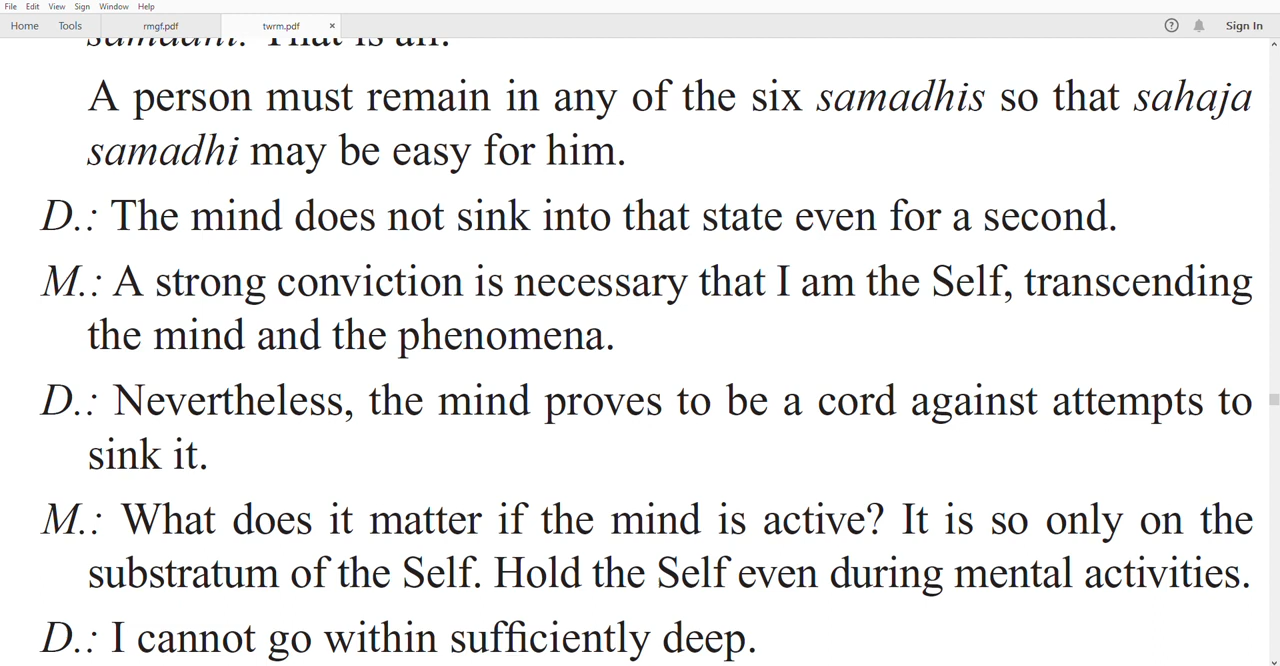 File Edit View Sign Window Help
Home Tools rmgf.pdf twrm.pdf × ? Sign In
samadhi. That is all.
A person must remain in any of the six samadhis so that sahaja
samadhi may be easy for him.
D.: The mind does not sink into that state even for a second.
M.: A strong conviction is necessary that I am the Self, transcending
the mind and the phenomena.
D.: Nevertheless, the mind proves to be a cord against attempts to
sink it.
M.: What does it matter if the mind is active? It is so only on the
substratum of the Self. Hold the Self even during mental activities.
D.: I cannot go within sufficiently deep.